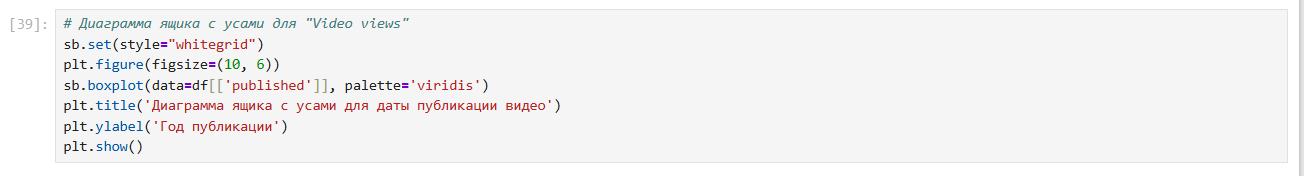 [39]: # Диаграмма ящика с усами для "Video views"
sb.set(style="whitegrid")
plt.figure(figsize=(10, 6))
sb.boxplot(data=df[['published']], palette='viridis')
plt.title('Диаграмма ящика с усами для даты публикации видео')
plt.ylabel('Год публикации')
plt.show()